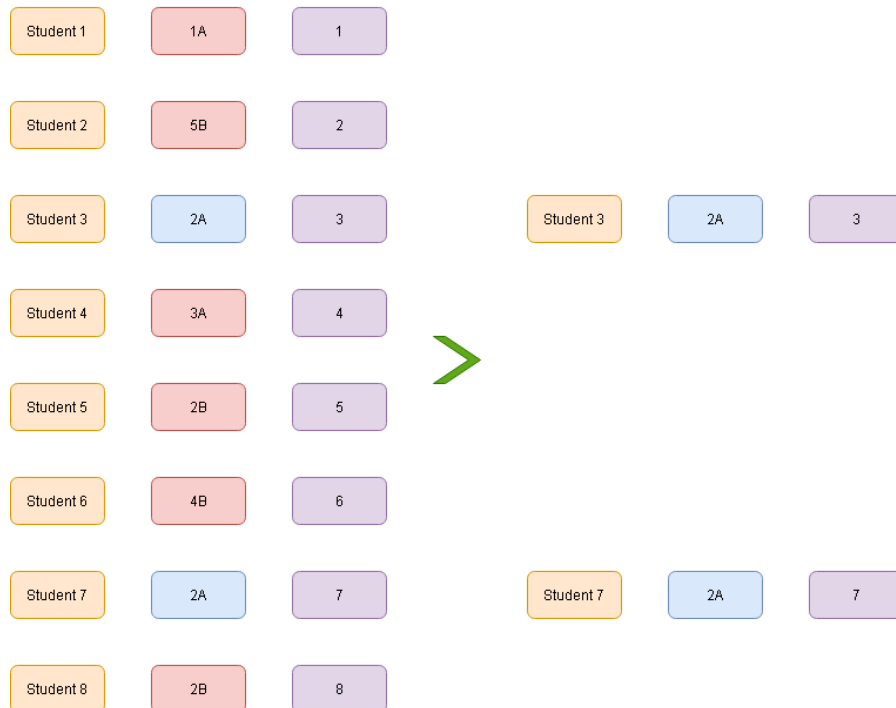 Student 1 1A 1
Student 2 5B 2
Student 3 2A 3 Student 3 2A 3
Student 4 3A 4
Student 5 2B 5
Student 6 4B 6
Student 7 2A 7 Student 7 2A 7
Student 8 2B 8